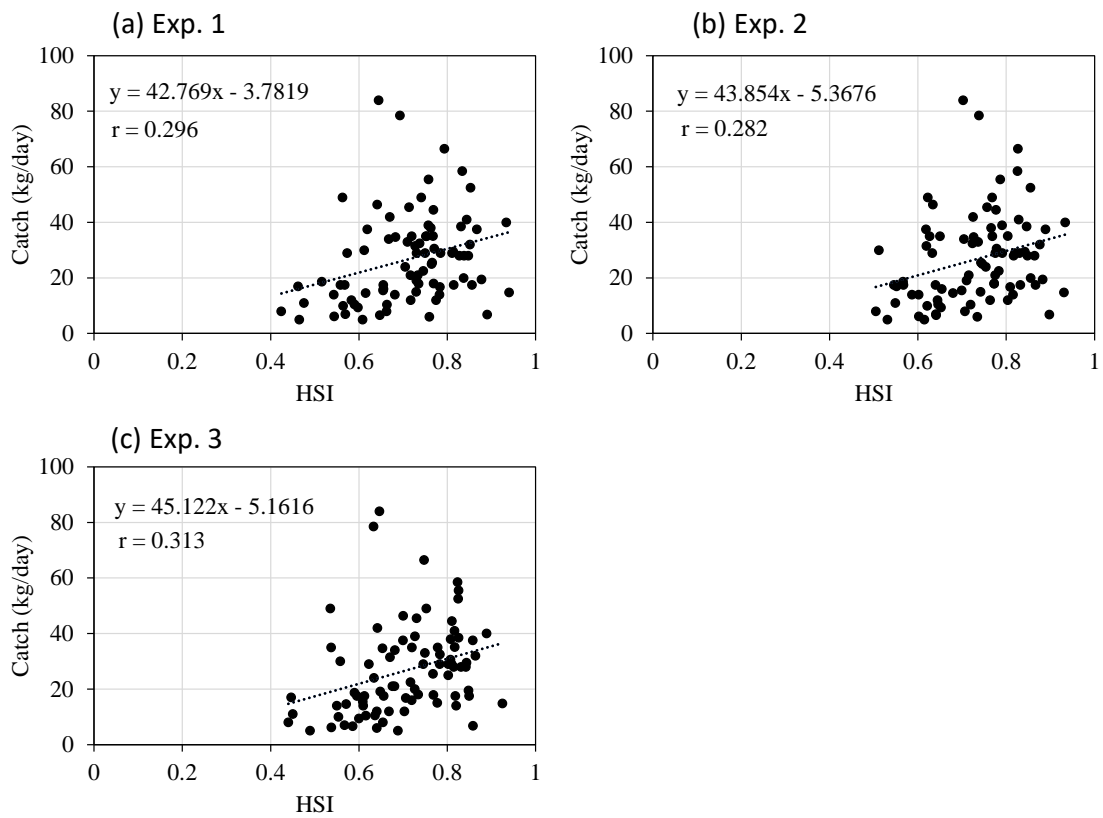 (a) Exp. 1
y = 42.769x - 3.7819
r = 0.296
100
80
60
40
20
0
Catch (kg/day)
0 0.2 0.4 0.6 0.8 1
HSI
(b) Exp. 2
y = 43.854x - 5.3676
r = 0.282
100
80
60
40
20
0
Catch (kg/day)
0 0.2 0.4 0.6 0.8 1
HSI
(c) Exp. 3
y = 45.122x - 5.1616
r = 0.313
100
80
60
40
20
0
Catch (kg/day)
0 0.2 0.4 0.6 0.8 1
HSI